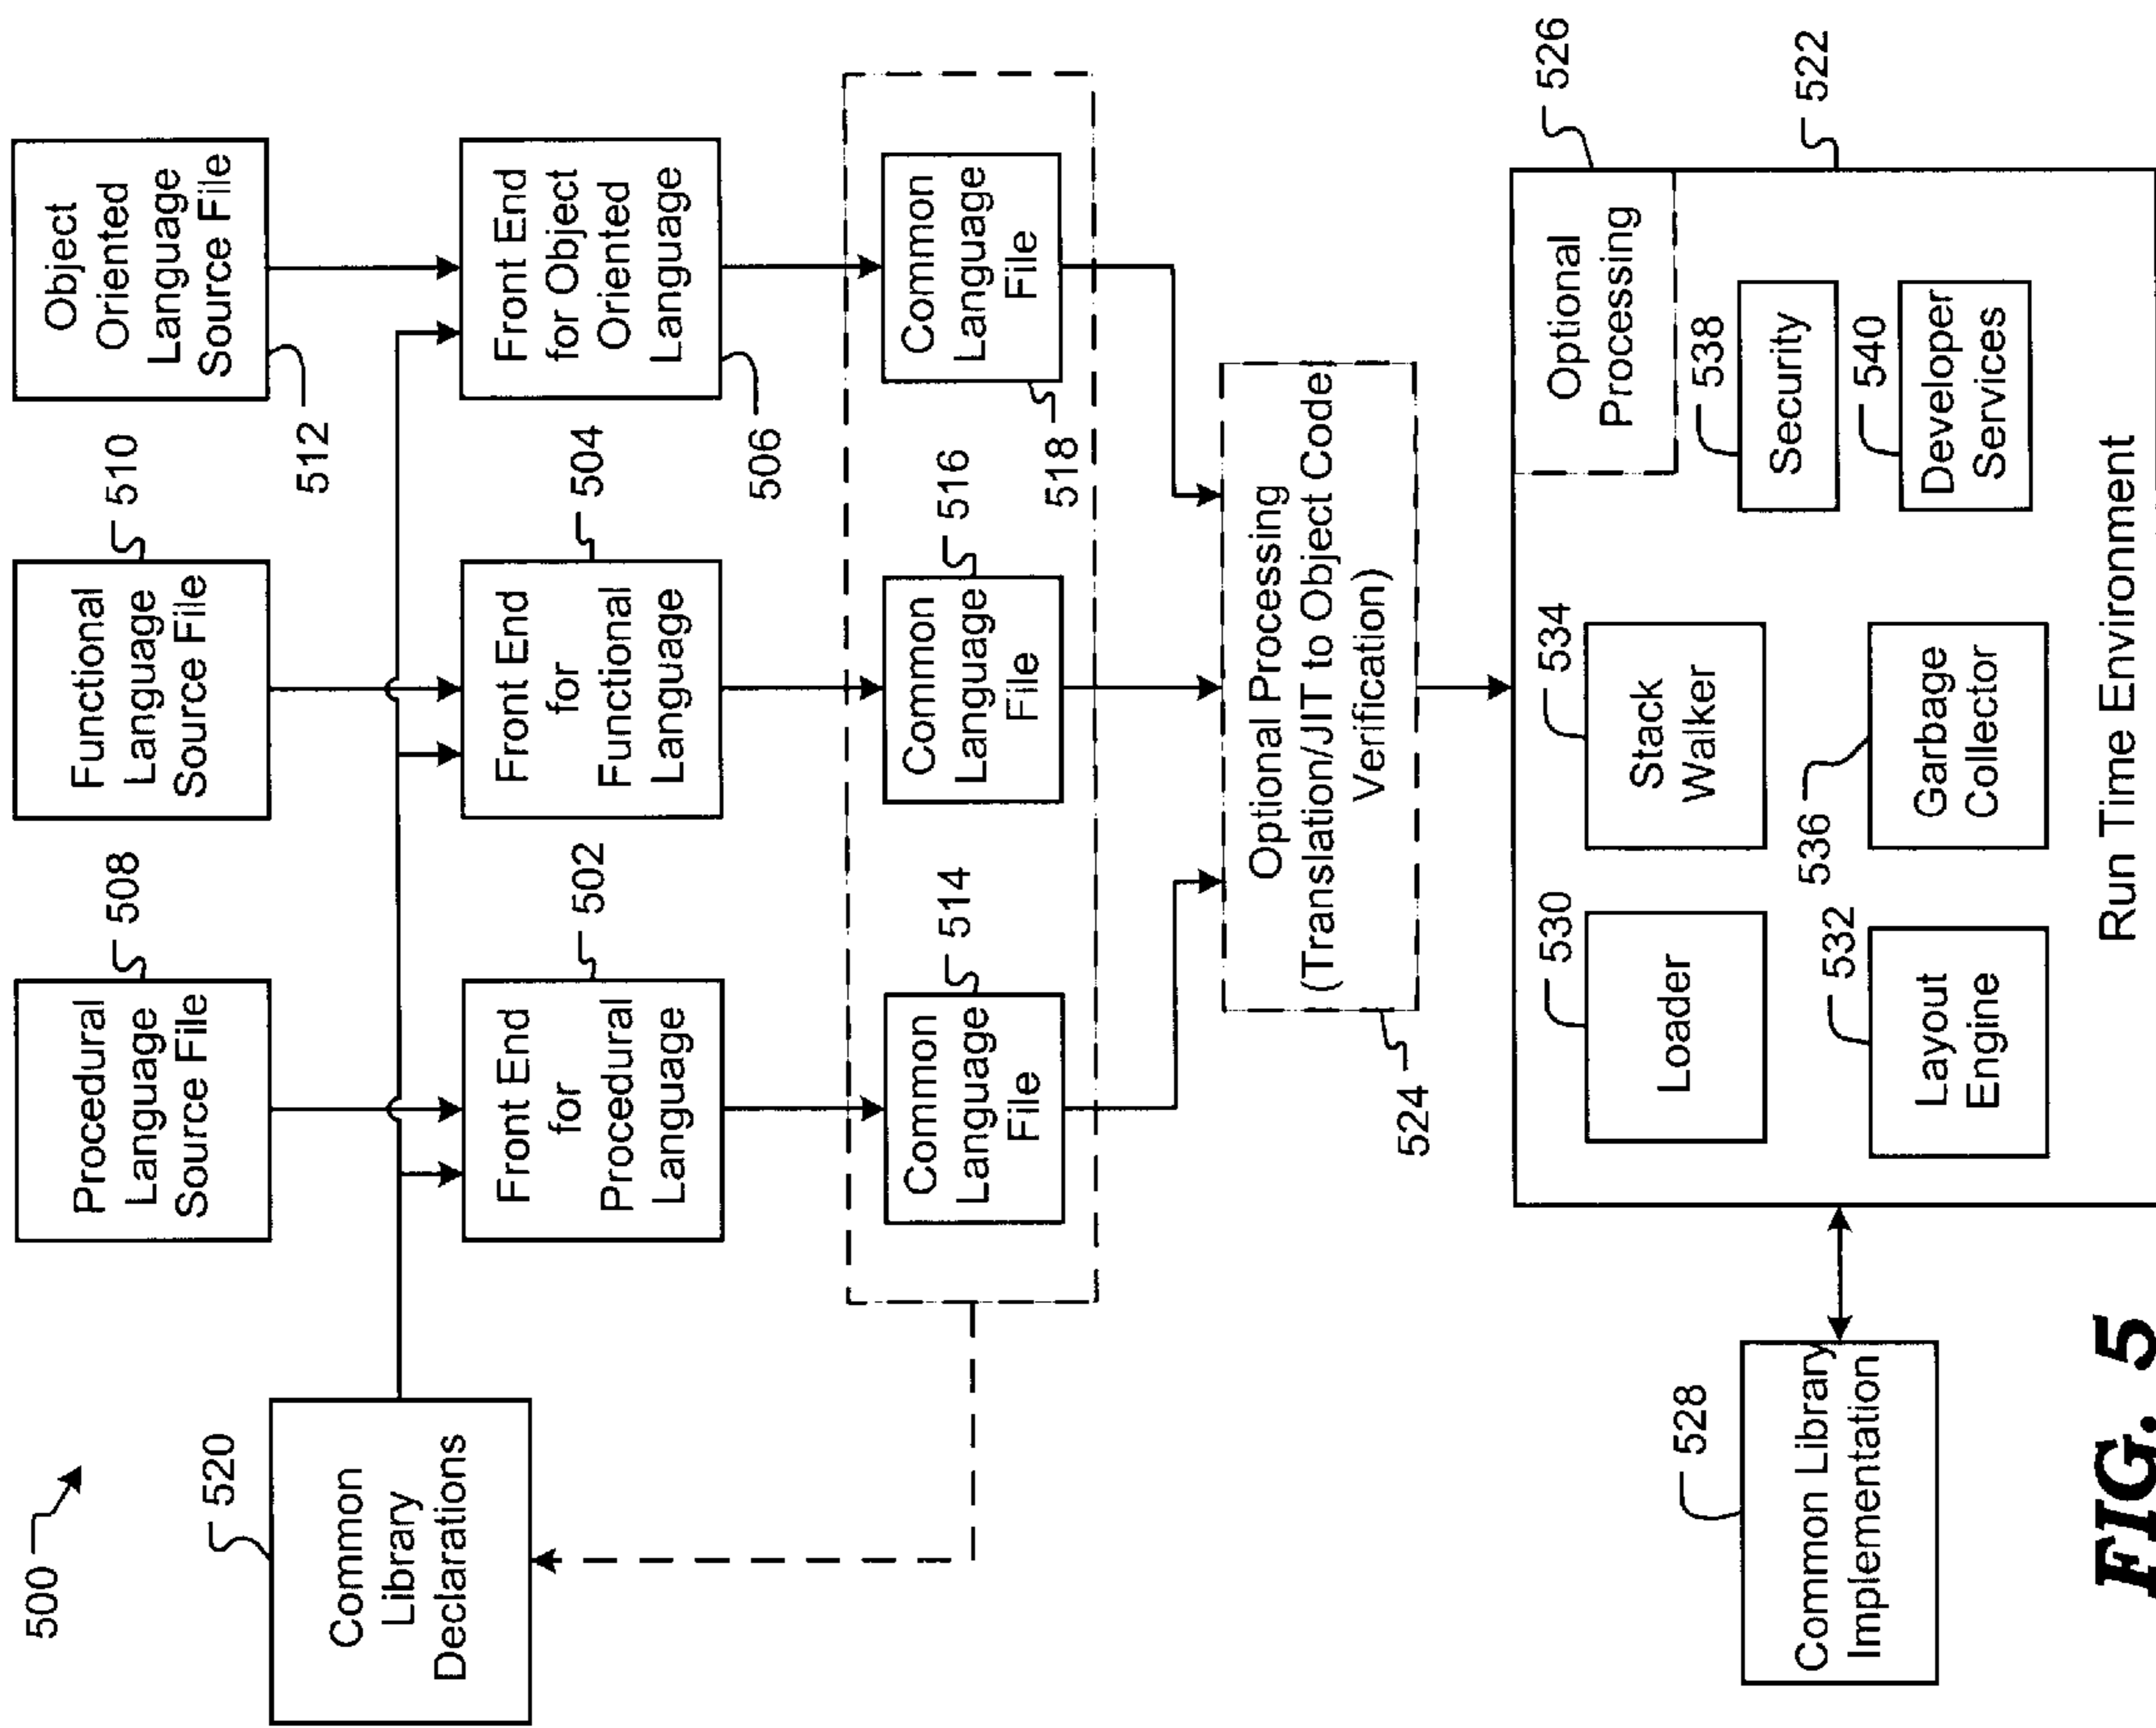 500
520
Common
Library
Declarations
508
Procedural
Language
Source File
510
Functional
Language
Source File
Object
Oriented
Language
Source File
512
502
Front End
for
Procedural
Language
504
Front End
for
Functional
Language
Front End
for Object
Oriented
Language
506
514
Common
Language
File
516
Common
Language
File
Common
Language
File
518
Optional Processing
(Translation/JIT to Object Code
Verification)
524
526
Optional
Processing
522
530
Loader
534
Stack
Walker
538
Security
532
Layout
Engine
536
Garbage
Collector
540
Developer
Services
Run Time Environment
528
Common Library
Implementation
FIG. 5